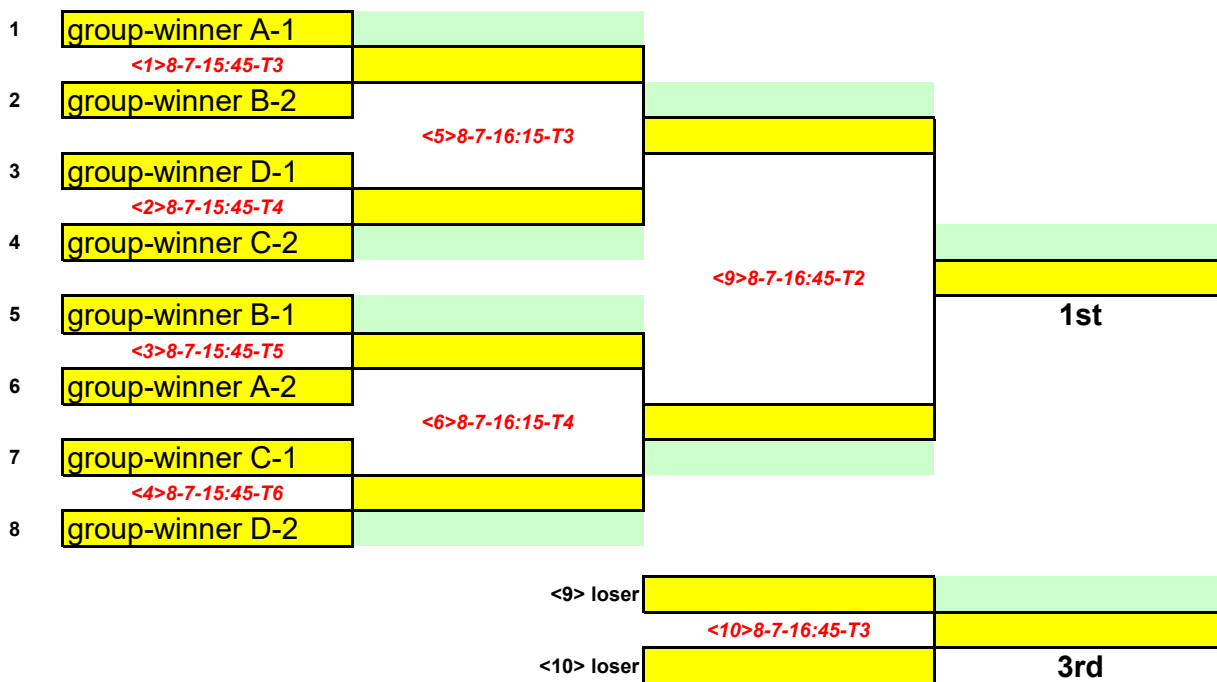 1 group-winner A-1
<1>8-7-15:45-T3
2 group-winner B-2
<5>8-7-16:15-T3
3 group-winner D-1
<2>8-7-15:45-T4
4 group-winner C-2
<9>8-7-16:45-T2
5 group-winner B-1
1st
<3>8-7-15:45-T5
6 group-winner A-2
<6>8-7-16:15-T4
7 group-winner C-1
<4>8-7-15:45-T6
8 group-winner D-2
<9> loser
<10>8-7-16:45-T3
<10> loser
3rd